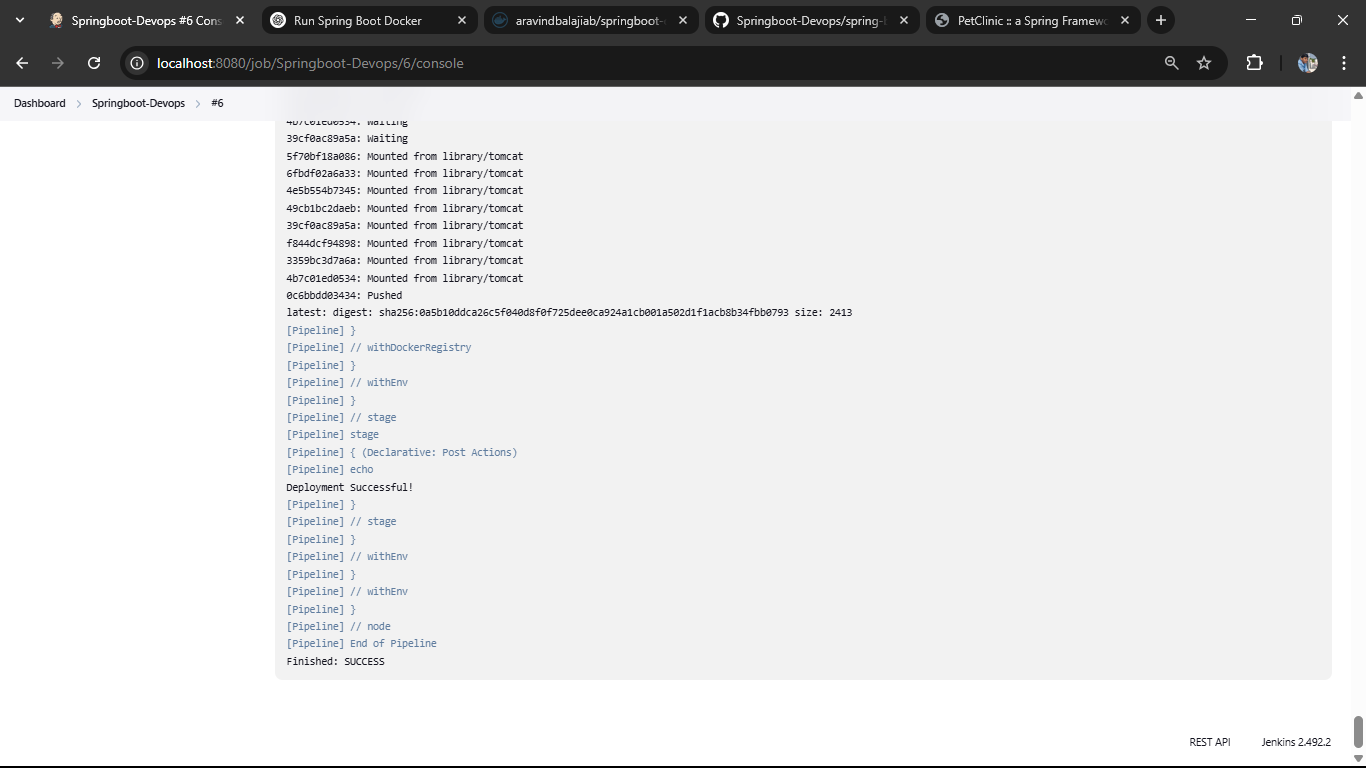 Springboot-Devops #6 Cons
Run Spring Boot Docker
aravindbalajiab/springboot-
Springboot-Devops/spring-b
PetClinic :: a Spring Framewo
localhost:8080/job/Springboot-Devops/6/console
Dashboard
Springboot-Devops
#6
4b7c01ed0534: Waiting
39cf0ac89a5a: Waiting
5f70bf18a086: Mounted from library/tomcat
6fbdf02a6a33: Mounted from library/tomcat
4e5b554b7345: Mounted from library/tomcat
49cb1bc2daeb: Mounted from library/tomcat
39cf0ac89a5a: Mounted from library/tomcat
f844dcf94898: Mounted from library/tomcat
3359bc3d7a6a: Mounted from library/tomcat
4b7c01ed0534: Mounted from library/tomcat
0c6bbdd03434: Pushed
latest: digest: sha256:0a5b10ddca26c5f040d8f0f725dee0ca924a1cb001a502d1f1acb8b34fbb0793 size: 2413
[Pipeline] }
[Pipeline] // withDockerRegistry
[Pipeline] }
[Pipeline] // withEnv
[Pipeline] }
[Pipeline] // stage
[Pipeline] stage
[Pipeline] { (Declarative: Post Actions)
[Pipeline] echo
Deployment Successful!
[Pipeline] }
[Pipeline] // stage
[Pipeline] }
[Pipeline] // withEnv
[Pipeline] }
[Pipeline] // withEnv
[Pipeline] }
[Pipeline] // node
[Pipeline] End of Pipeline
Finished: SUCCESS
REST API
Jenkins 2.492.2